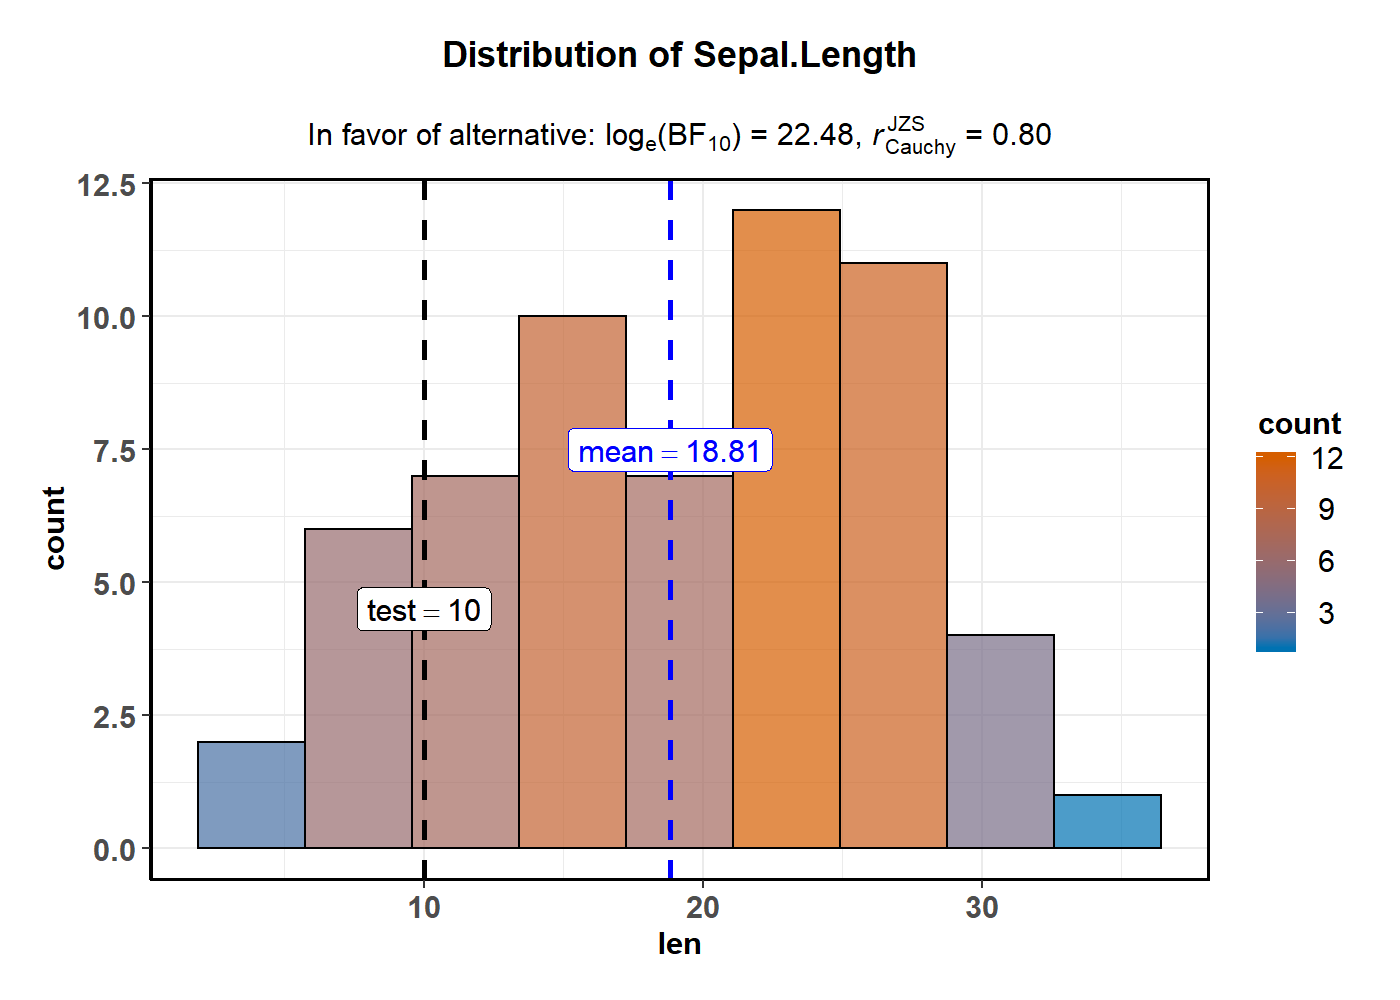 Distribution of Sepal.Length
In favor of alternative: logₑ(BF₁₀) = 22.48, r JZS Cauchy = 0.80
12.5
10.0
7.5
5.0
2.5
0.0
count
mean = 18.81
test = 10
10 20 30
len
count
12
9
6
3